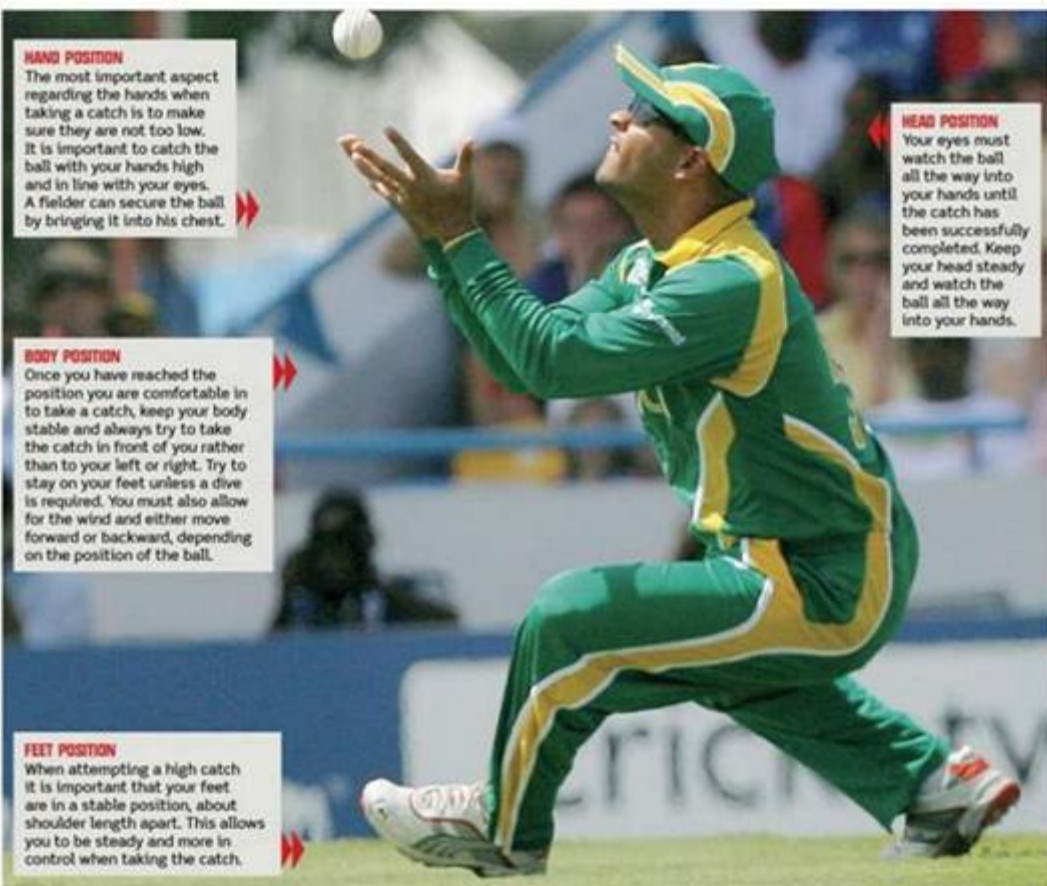 HAND POSITION
The most important aspect
regarding the hands when
taking a catch is to make
sure they are not too low.
It is important to catch the
ball with your hands high
and in line with your eyes.
A fielder can secure the ball
by bringing it into his chest.
HEAD POSITION
Your eyes must
watch the ball
all the way into
your hands until
the catch has
been successfully
completed. Keep
your head steady
and watch the
ball all the way
into your hands.
BODY POSITION
Once you have reached the
position you are comfortable in
to take a catch, keep your body
stable and always try to take
the catch in front of you rather
than to your left or right. Try to
stay on your feet unless a dive
is required. You must also allow
for the wind and either move
forward or backward, depending
on the position of the ball.
FEET POSITION
When attempting a high catch
it is important that your feet
are in a stable position, about
shoulder length apart. This allows
you to be steady and more in
control when taking the catch.